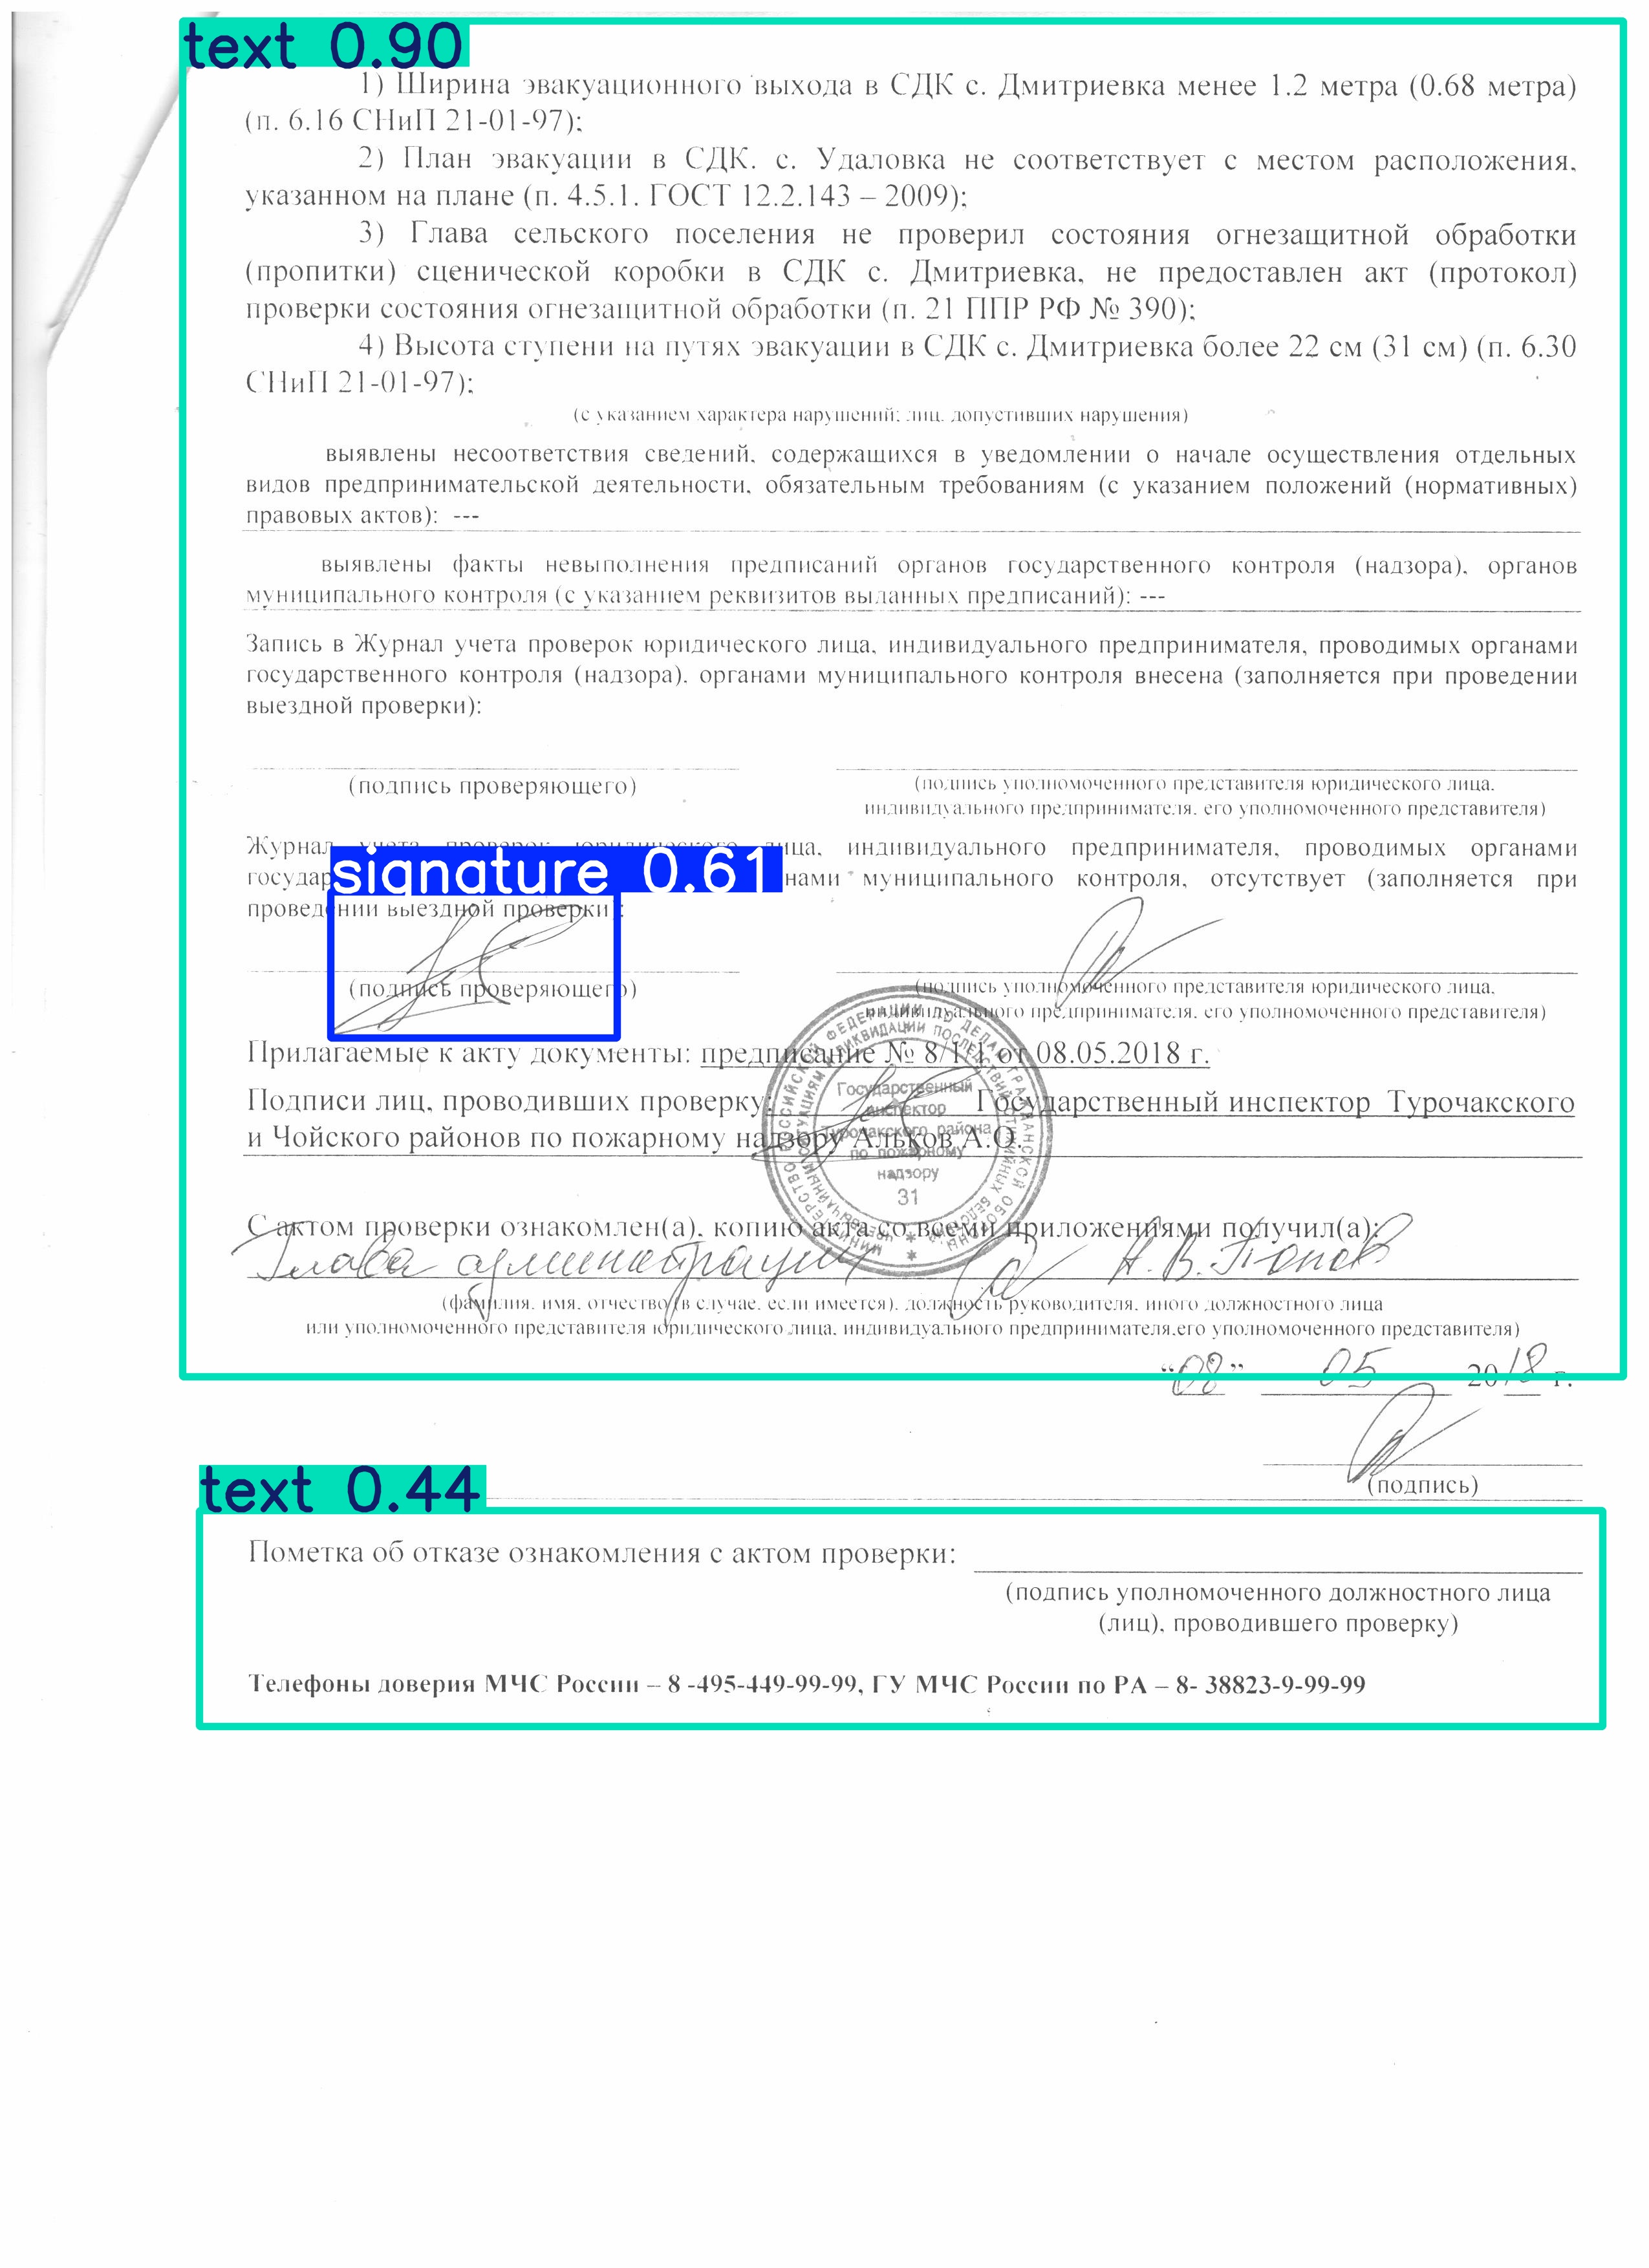 text 0.90
1) Ширина эвакуационного выхода в СДК с. Дмитриевка менее 1.2 метра (0.68 метра)
(п. 6.16 СНиП 21-01-97);
2) План эвакуации в СДК. с. Удаловка не соответствует с местом расположения,
указанном на плане (п. 4.5.1. ГОСТ 12.2.143 – 2009);
3) Глава сельского поселения не проверил состояния огнезащитной обработки
(пропитки) сценической коробки в СДК с. Дмитриевка, не предоставлен акт (протокол)
проверки состояния огнезащитной обработки (п. 21 ППР РФ № 390);
4) Высота ступени на путях эвакуации в СДК с. Дмитриевка более 22 см (31 см) (п. 6.30
СНиП 21-01-97);
(с указанием характера нарушений; лиц, допустивших нарушения)
выявлены несоответствия сведений, содержащихся в уведомлении о начале осуществления отдельных
видов предпринимательской деятельности, обязательным требованиям (с указанием положений (нормативных)
правовых актов): ---
выявлены факты невыполнения предписаний органов государственного контроля (надзора), органов
муниципального контроля (с указанием реквизитов выданных предписаний): ---
Запись в Журнал учета проверок юридического лица, индивидуального предпринимателя, проводимых органами
государственного контроля (надзора), органами муниципального контроля внесена (заполняется при проведении
выездной проверки):
(подпись проверяющего) (подпись уполномоченного представителя юридического лица,
индивидуального предпринимателя, его уполномоченного представителя)
Журнал учета проверок юридического лица, индивидуального предпринимателя, проводимых органами
signature 0.61
муниципального контроля, отсутствует (заполняется при
проведении выездной проверки):
(подпись проверяющего) (подпись уполномоченного представителя юридического лица,
индивидуального предпринимателя, его уполномоченного представителя)
Прилагаемые к акту документы: предписание № 8/1/1 от 08.05.2018 г.
Подписи лиц, проводивших проверку: Государственный инспектор Турочакского
и Чойского районов по пожарному надзору Альков А.О.
Государственный
инспектор
Турочакского района
по пожарному
надзору
31
С актом проверки ознакомлен(а), копию акта со всеми приложениями получил(а):
Глава администрации А. В. Попов
(фамилия, имя, отчество (в случае, если имеется), должность руководителя, иного должностного лица
или уполномоченного представителя юридического лица, индивидуального предпринимателя,его уполномоченного представителя)
“08” 05 2018 г.
(подпись)
text 0.44
Пометка об отказе ознакомления с актом проверки:
(подпись уполномоченного должностного лица
(лиц), проводившего проверку)
Телефоны доверия МЧС России – 8 -495-449-99-99, ГУ МЧС России по РА – 8- 38823-9-99-99